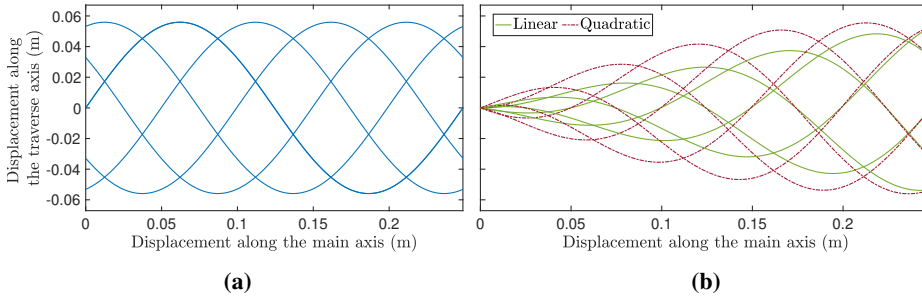 Displacement along
the traverse axis (m)
0.06
0.04
0.02
0
-0.02
-0.04
-0.06
0 0.05 0.1 0.15 0.2
Displacement along the main axis (m)
(a)
Linear Quadratic
0 0.05 0.1 0.15 0.2
Displacement along the main axis (m)
(b)